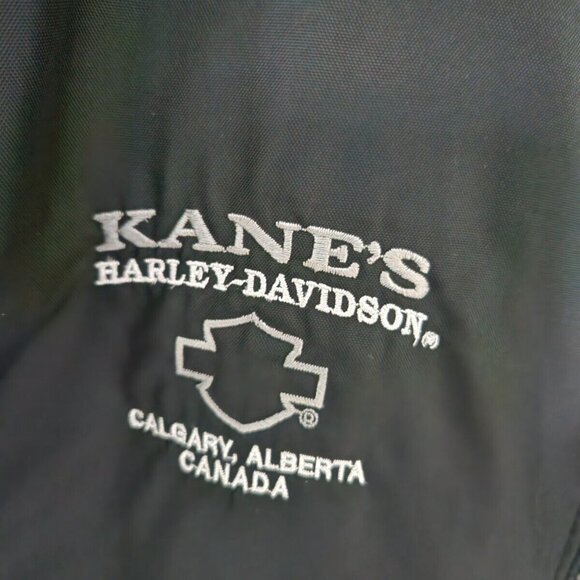 KANE'S
HARLEY-DAVIDSON®
®
CALGARY, ALBERTA
CANADA